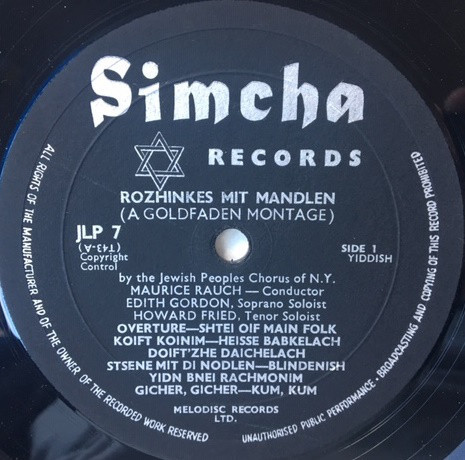 Simcha
RECORDS
ROZHINKES MIT MANDLEN
(A GOLDFADEN MONTAGE)
JLP 7
(T43-A)
Copyright
Control
SIDE 1
YIDDISH
by the Jewish Peoples Chorus of N.Y.
MAURICE RAUCH — Conductor
EDITH GORDON, Soprano Soloist
HOWARD FRIED, Tenor Soloist
OVERTURE—SHTEI OIF MAIN FOLK
KOIFT KOINIM—HEISSE BABKELACH
DOIFT'ZHE DAICHELACH
STSENE MIT DI NODLEN—BLINDENISH
YIDN BNEI RACHMONIM
GICHER, GICHER—KUM, KUM
MELODISC RECORDS
LTD.
ALL RIGHTS OF THE MANUFACTURER AND OF THE OWNER OF THE RECORDED WORK RESERVED
UNAUTHORISED PUBLIC PERFORMANCE · BROADCASTING AND COPYING OF THIS RECORD PROHIBITED